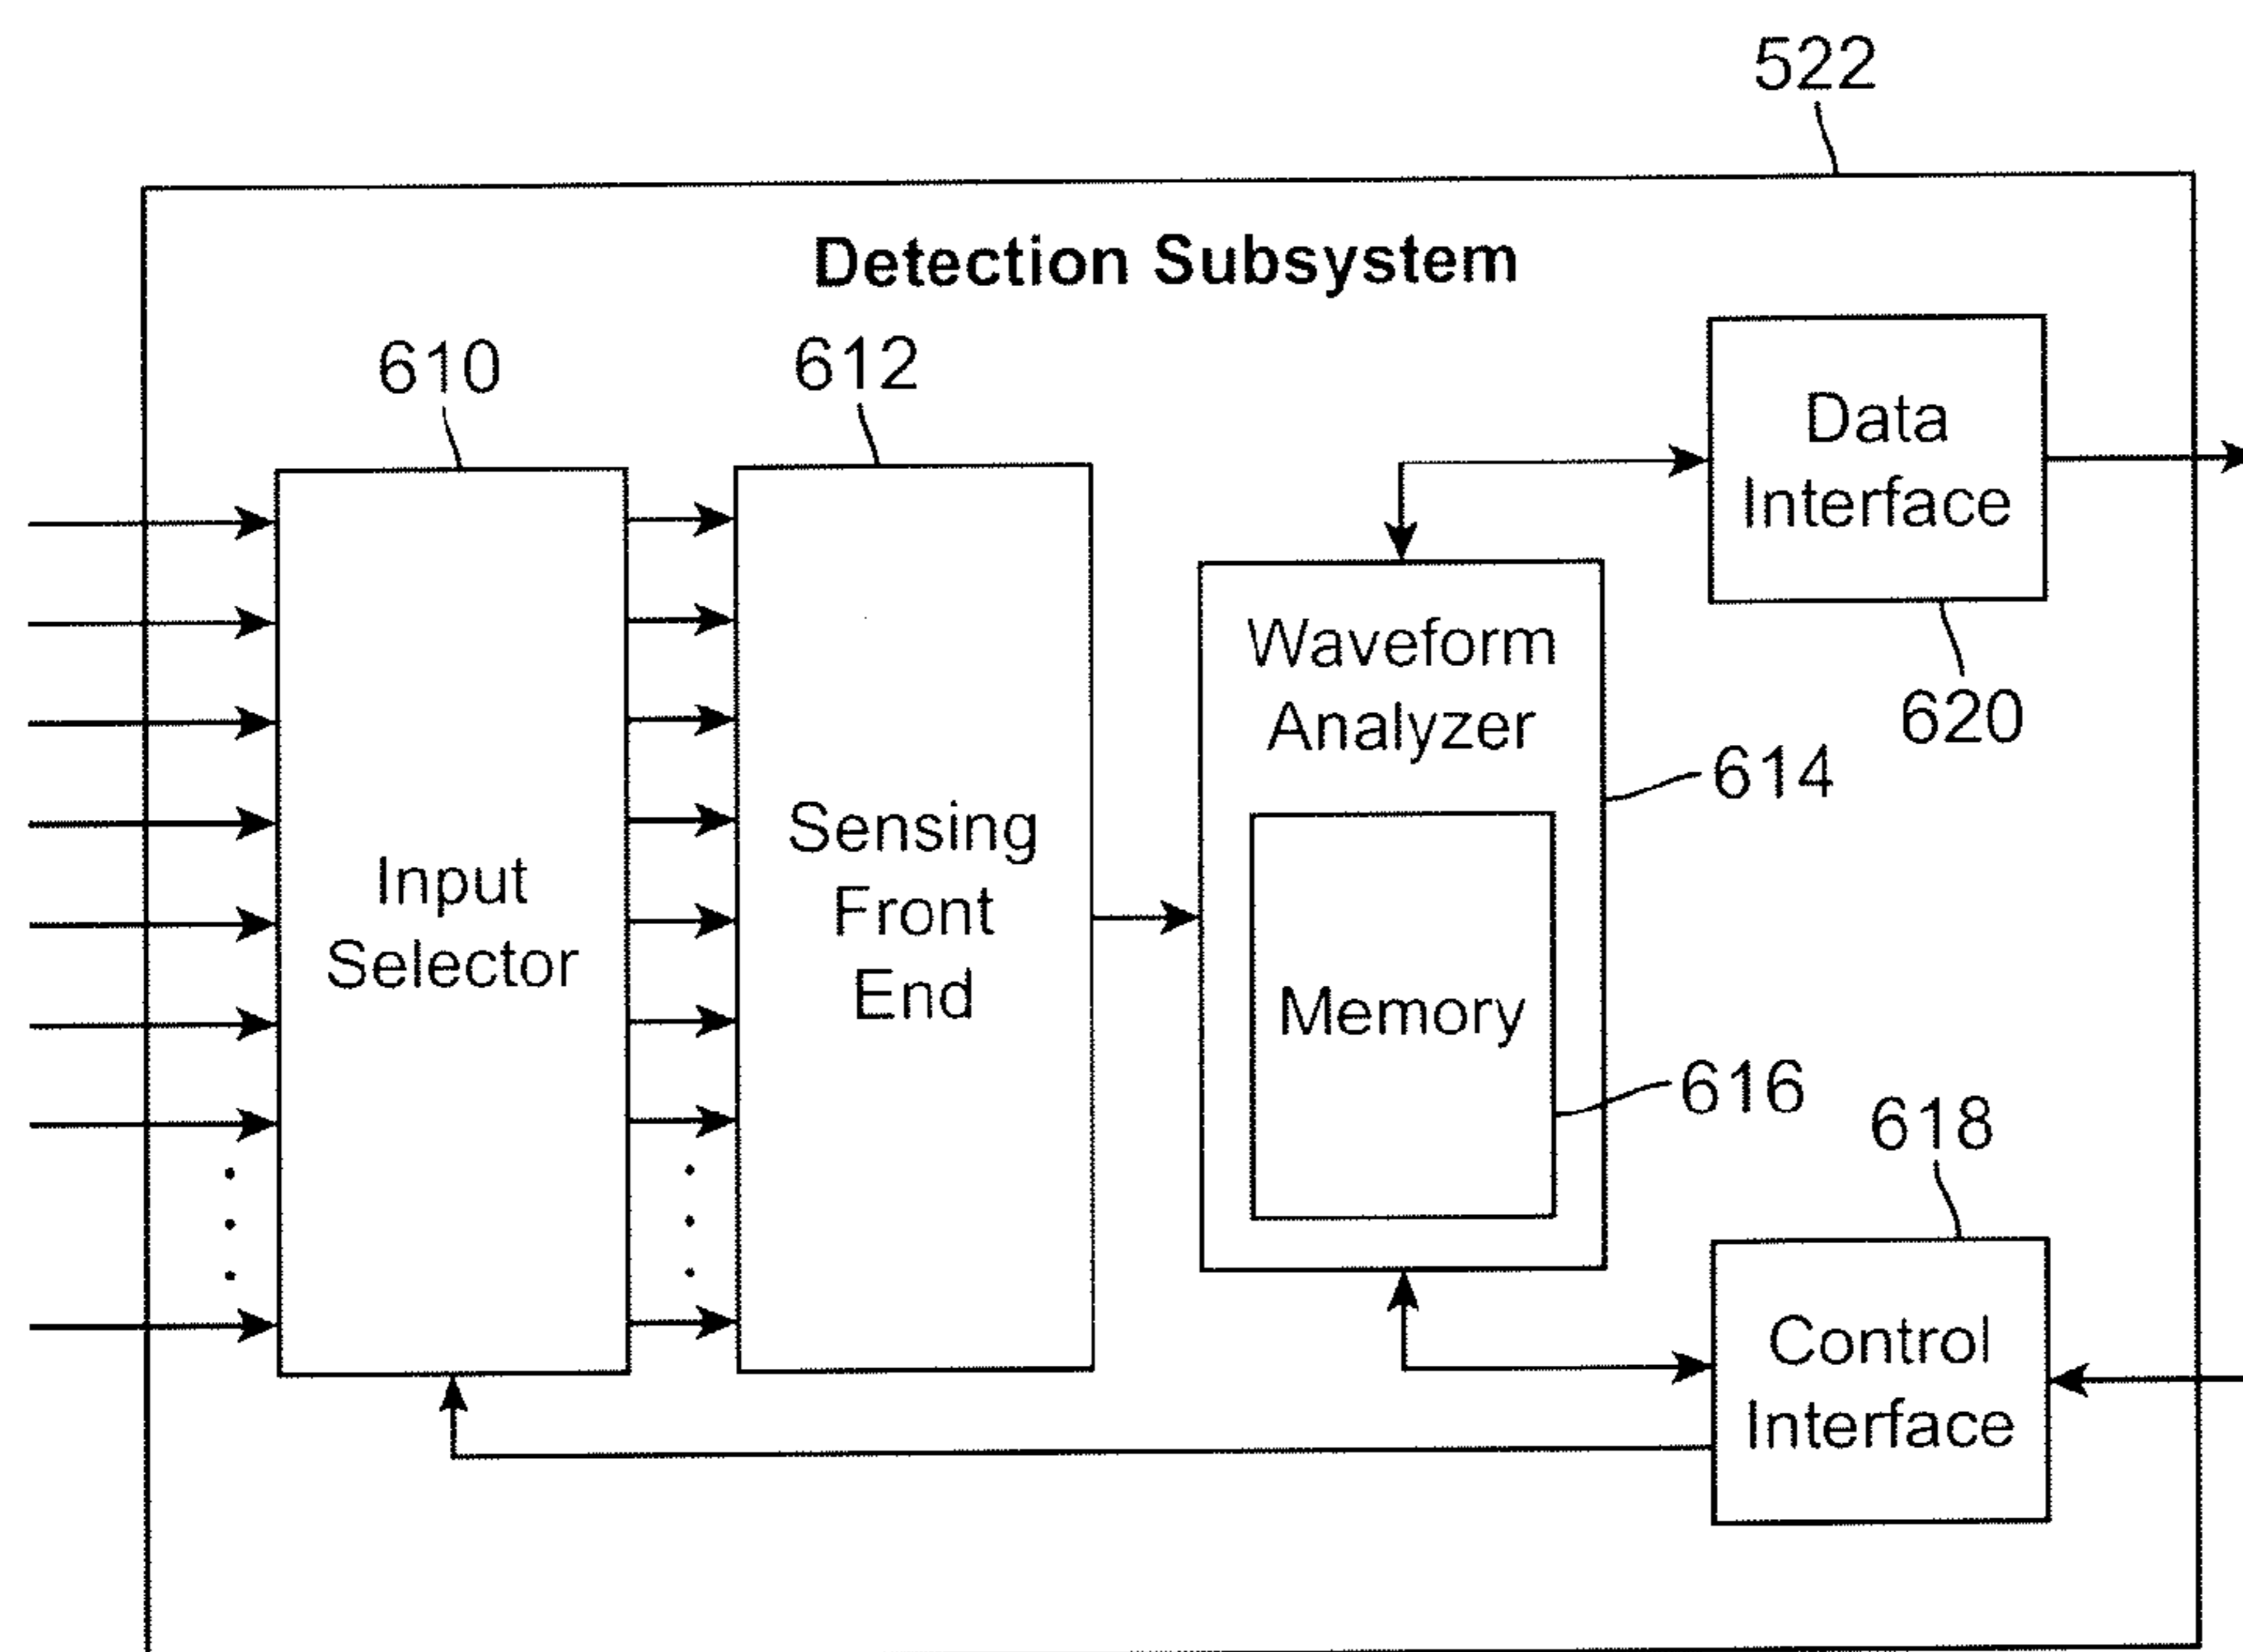 522
Detection Subsystem
610
612
Data
Interface
620
Waveform
Analyzer
614
Sensing
Front
End
Input
Selector
Memory
616
618
Control
Interface